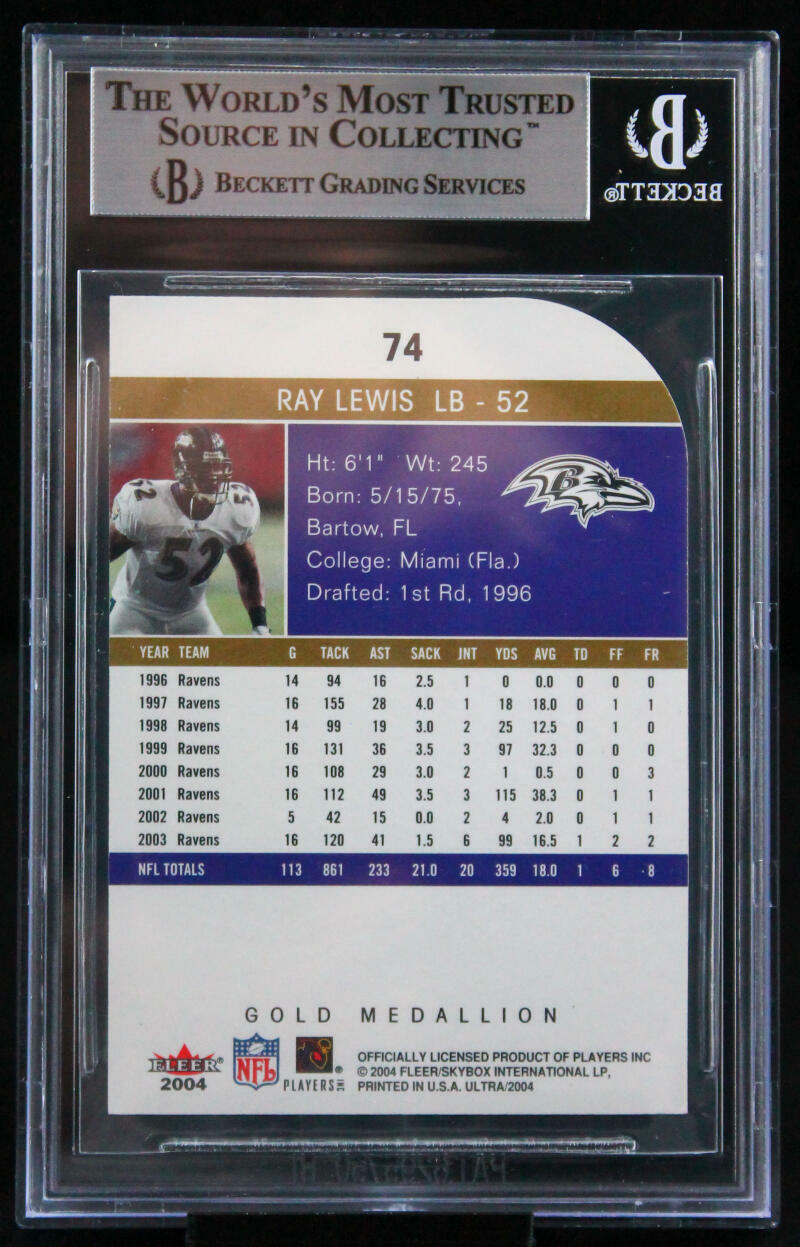 THE WORLD'S MOST TRUSTED
SOURCE IN COLLECTING™
B BECKETT GRADING SERVICES
B
BECKETT®
74
RAY LEWIS LB - 52
Ht: 6'1" Wt: 245
Born: 5/15/75,
Bartow, FL
College: Miami (Fla.)
Drafted: 1st Rd, 1996
B
52
52
YEAR TEAM G TACK AST SACK INT YDS AVG TD FF FR
1996 Ravens 14 94 16 2.5 1 0 0.0 0 0 0
1997 Ravens 16 155 28 4.0 1 18 18.0 0 1 1
1998 Ravens 14 99 19 3.0 2 25 12.5 0 1 0
1999 Ravens 16 131 36 3.5 3 97 32.3 0 0 0
2000 Ravens 16 108 29 3.0 2 1 0.5 0 0 3
2001 Ravens 16 112 49 3.5 3 115 38.3 0 1 1
2002 Ravens 5 42 15 0.0 2 4 2.0 0 1 1
2003 Ravens 16 120 41 1.5 6 99 16.5 1 2 2
NFL TOTALS 113 861 233 21.0 20 359 18.0 1 6 8
GOLD MEDALLION
FLEER®
2004
NFL
PLAYERS INC
OFFICIALLY LICENSED PRODUCT OF PLAYERS INC
© 2004 FLEER/SKYBOX INTERNATIONAL LP,
PRINTED IN U.S.A. ULTRA/2004